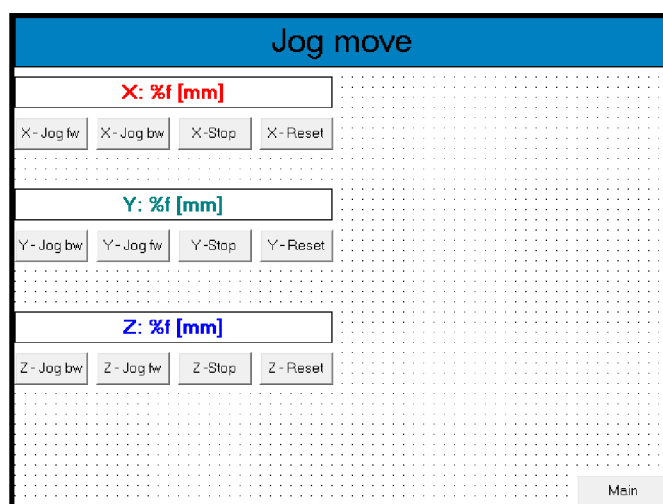 Jog move
X: %f [mm]
X - Jog fw X - Jog bw X -Stop X - Reset
Y: %f [mm]
Y - Jog bw Y - Jog fw Y -Stop Y - Reset
Z: %f [mm]
Z - Jog bw Z - Jog fw Z -Stop Z - Reset
Main